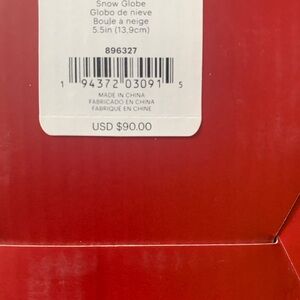 Snow Globe
Globo de nieve
Boule à neige
5.5in (13,9cm)
896327
1 94372 03091 5
MADE IN CHINA
FABRICADO EN CHINA
FABRIQUÉ EN CHINE
USD $90.00